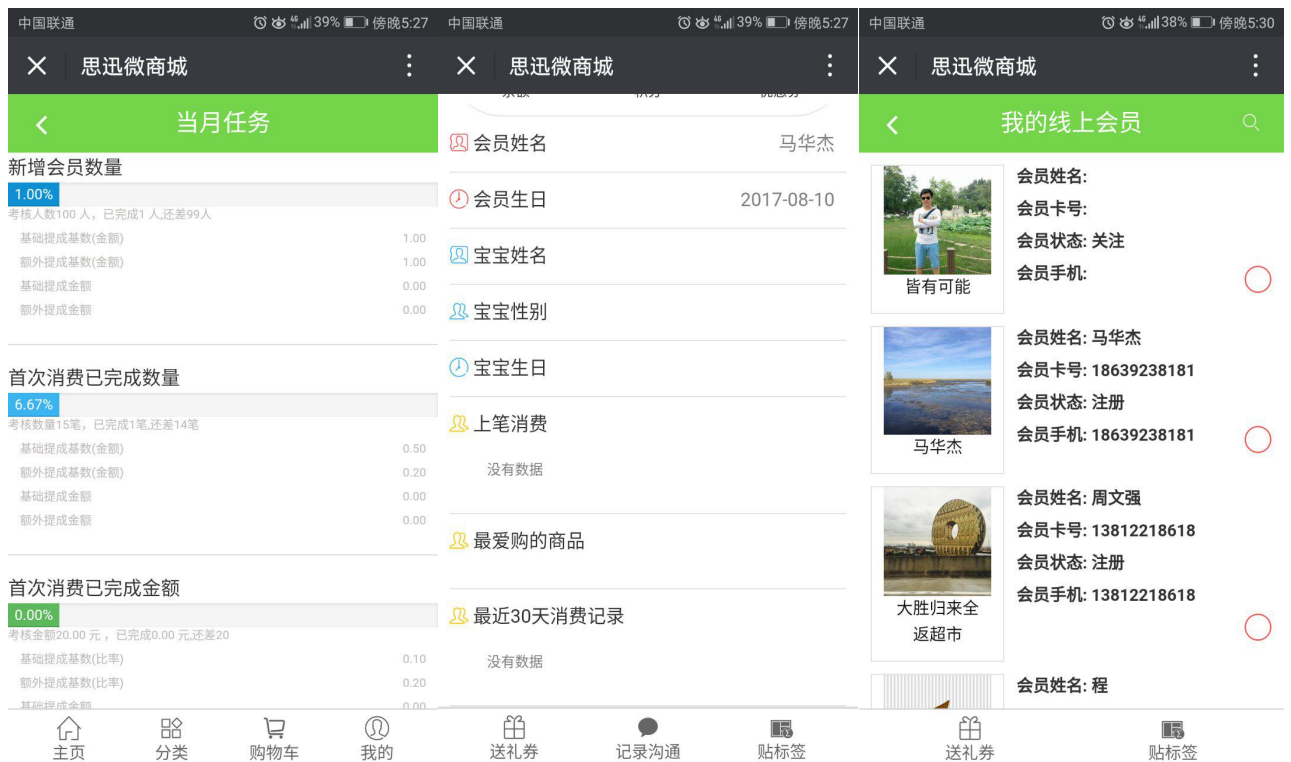 中国联通
46 39% 傍晚5:27
思迅微商城
当月任务
新增会员数量
1.00%
考核人数100 人，已完成1 人,还差99人
基础提成基数(金额) 1.00
额外提成基数(金额) 1.00
基础提成金额 0.00
额外提成金额 0.00
首次消费已完成数量
6.67%
考核数量15笔，已完成1笔,还差14笔
基础提成基数(金额) 0.50
额外提成基数(金额) 0.20
基础提成金额 0.00
额外提成金额 0.00
首次消费已完成金额
0.00%
考核金额20.00 元 ，已完成0.00 元,还差20
基础提成基数(比率) 0.10
额外提成基数(比率) 0.20
基础提成金额 0.00
主页 分类 购物车 我的
中国联通
46 39% 傍晚5:27
思迅微商城
余额 积分 优惠券
会员姓名 马华杰
会员生日 2017-08-10
宝宝姓名
宝宝性别
宝宝生日
上笔消费
没有数据
最爱购的商品
最近30天消费记录
没有数据
送礼券 记录沟通 贴标签
中国联通
46 38% 傍晚5:30
思迅微商城
我的线上会员
会员姓名:
会员卡号:
会员状态: 关注
会员手机:
皆有可能
会员姓名: 马华杰
会员卡号: 18639238181
会员状态: 注册
会员手机: 18639238181
马华杰
会员姓名: 周文强
会员卡号: 13812218618
会员状态: 注册
会员手机: 13812218618
大胜归来全
返超市
会员姓名: 程
送礼券 贴标签